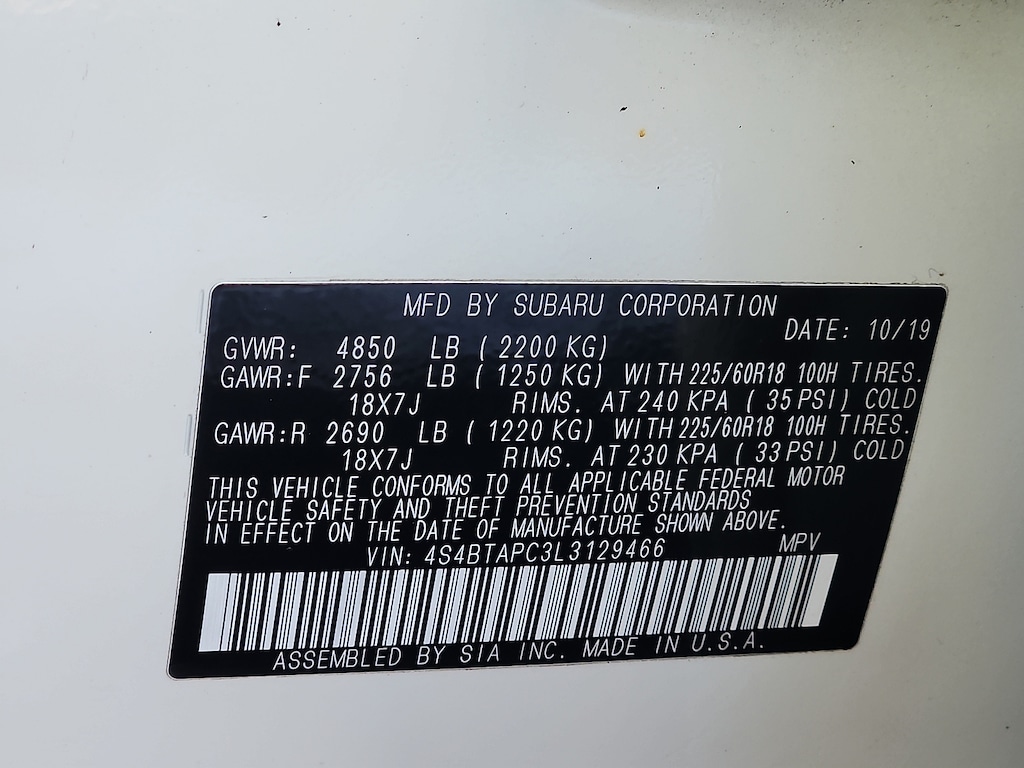 MFD BY SUBARU CORPORATION
DATE: 10/19
GVWR: 4850 LB ( 2200 KG)
GAWR:F 2756 LB ( 1250 KG) WITH 225/60R18 100H TIRES.
18X7J RIMS. AT 240 KPA ( 35 PSI) COLD
GAWR:R 2690 LB ( 1220 KG) WITH 225/60R18 100H TIRES.
18X7J RIMS. AT 230 KPA ( 33 PSI) COLD
THIS VEHICLE CONFORMS TO ALL APPLICABLE FEDERAL MOTOR
VEHICLE SAFETY AND THEFT PREVENTION STANDARDS
IN EFFECT ON THE DATE OF MANUFACTURE SHOWN ABOVE.
VIN: 4S4BTAPC3L3129466 MPV
ASSEMBLED BY SIA INC. MADE IN U.S.A.